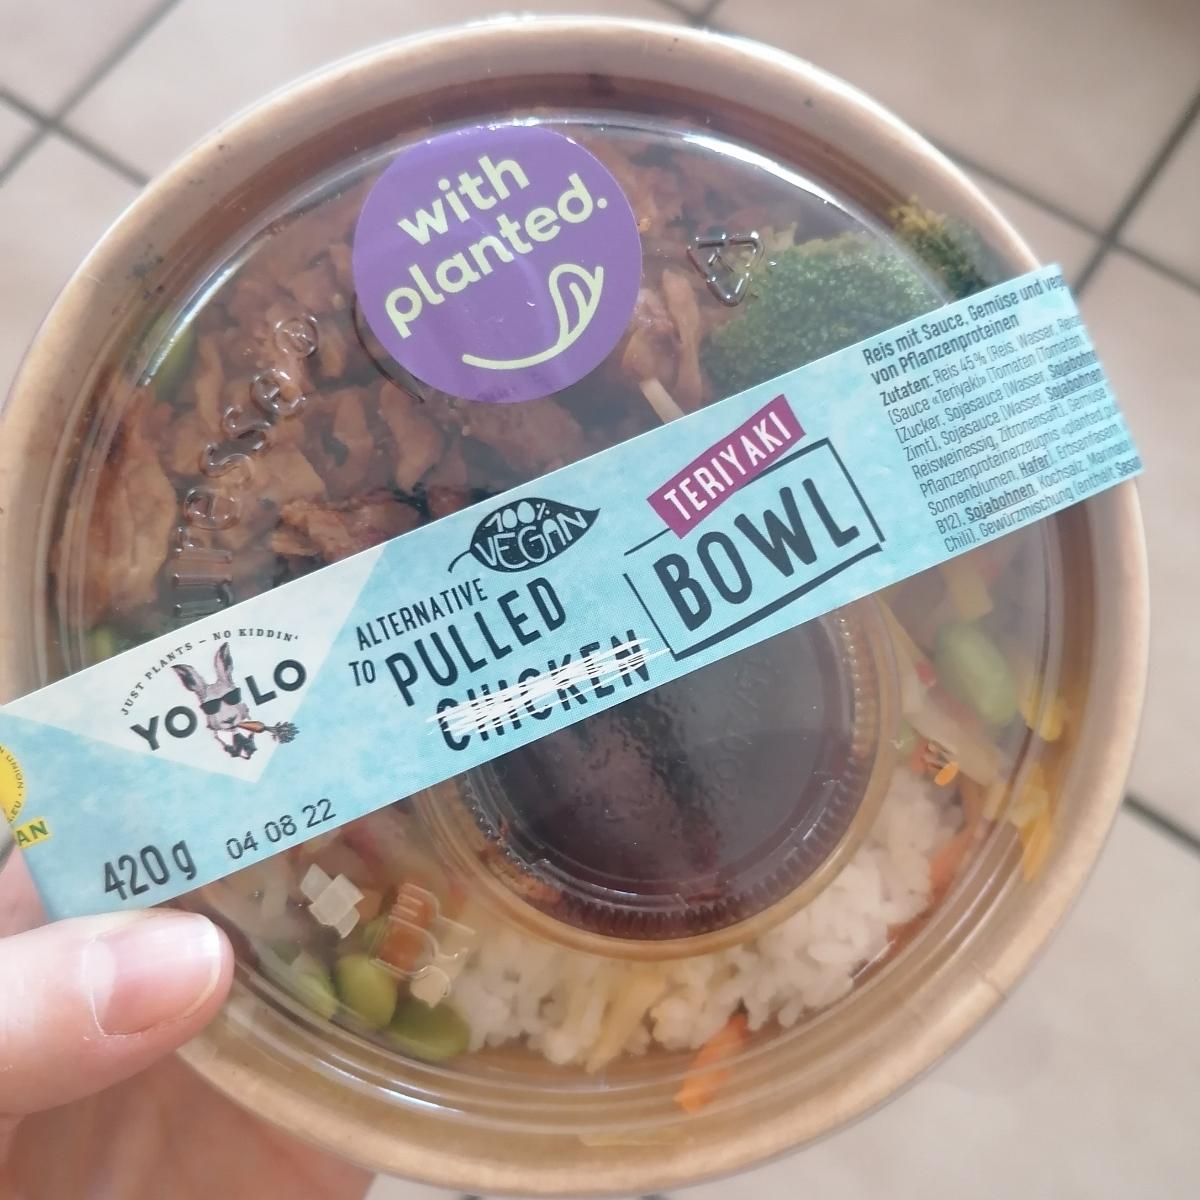 with
planted.
100%
VEGAN
TERIYAKI
BOWL
ALTERNATIVE
TO PULLED
CHICKEN
JUST PLANTS – NO KIDDIN'
YOLO
420g 04 08 22
Reis mit Sauce, Gemüse und
von Pflanzenproteinen
Zutaten: Reis 45% (Reis, Wasser,
(Sauce «Teriyaki» (Tomaten (Tomaten,
(Zucker, Sojasauce (Wasser, Sojabohnen
Zimt), Sojasauce (Wasser, Sojabohnen
Reisweinessig, Zitronensaft), Gemüse
Pflanzenproteinerzeugnis «planted.
Sonnenblumen, Hafer), Erbsenfasern,
B12), Sojabohnen, Kochsalz, Marinade
Chili), Gewürzmischung (enthält